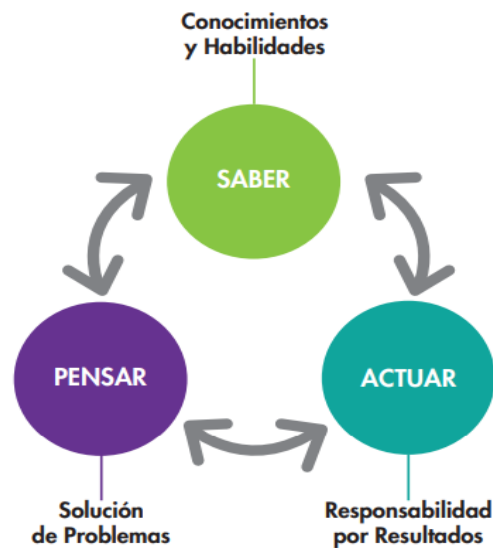 Conocimientos
y Habilidades
SABER
PENSAR
ACTUAR
Solución
de Problemas
Responsabilidad
por Resultados